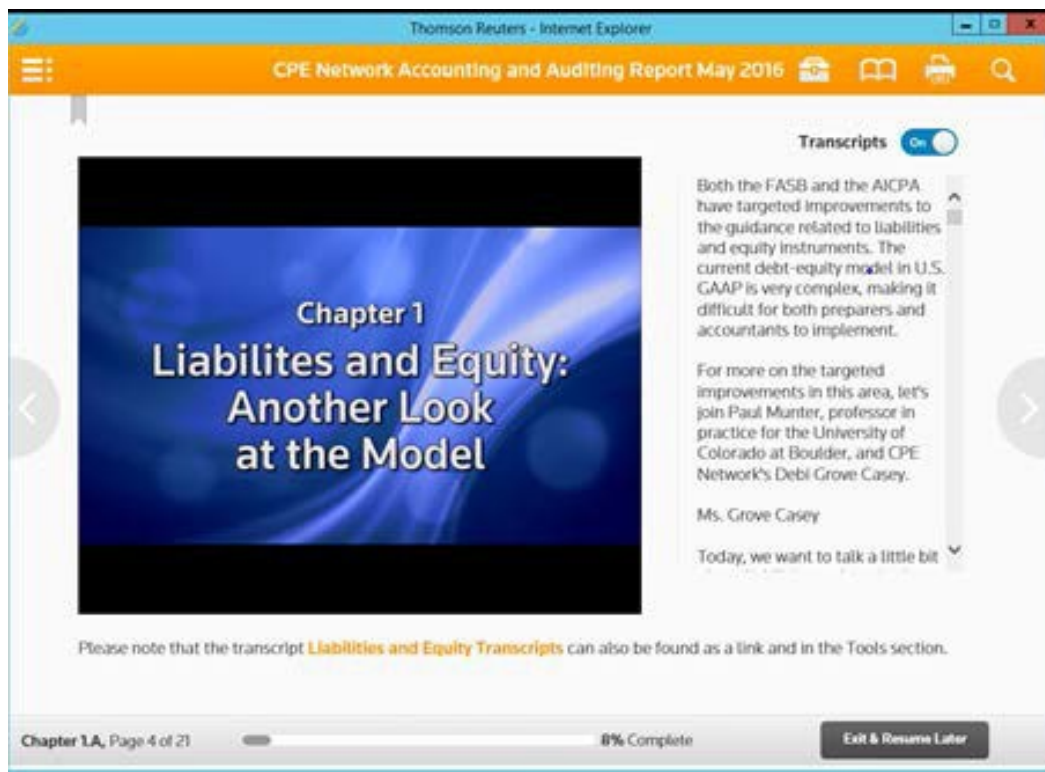 Thomson Reuters - Internet Explorer
CPE Network Accounting and Auditing Report May 2016
Transcripts On
Chapter 1
Liabilites and Equity:
Another Look
at the Model
Both the FASB and the AICPA
have targeted improvements to
the guidance related to liabilities
and equity instruments. The
current debt-equity model in U.S.
GAAP is very complex, making it
difficult for both preparers and
accountants to implement.
For more on the targeted
improvements in this area, let's
join Paul Munter, professor in
practice for the University of
Colorado at Boulder, and CPE
Network's Debi Grove Casey.
Ms. Grove Casey
Today, we want to talk a little bit
Please note that the transcript Liabilities and Equity Transcripts can also be found as a link and in the Tools section.
Chapter 1.A, Page 4 of 21
8% Complete
Exit & Resume Later